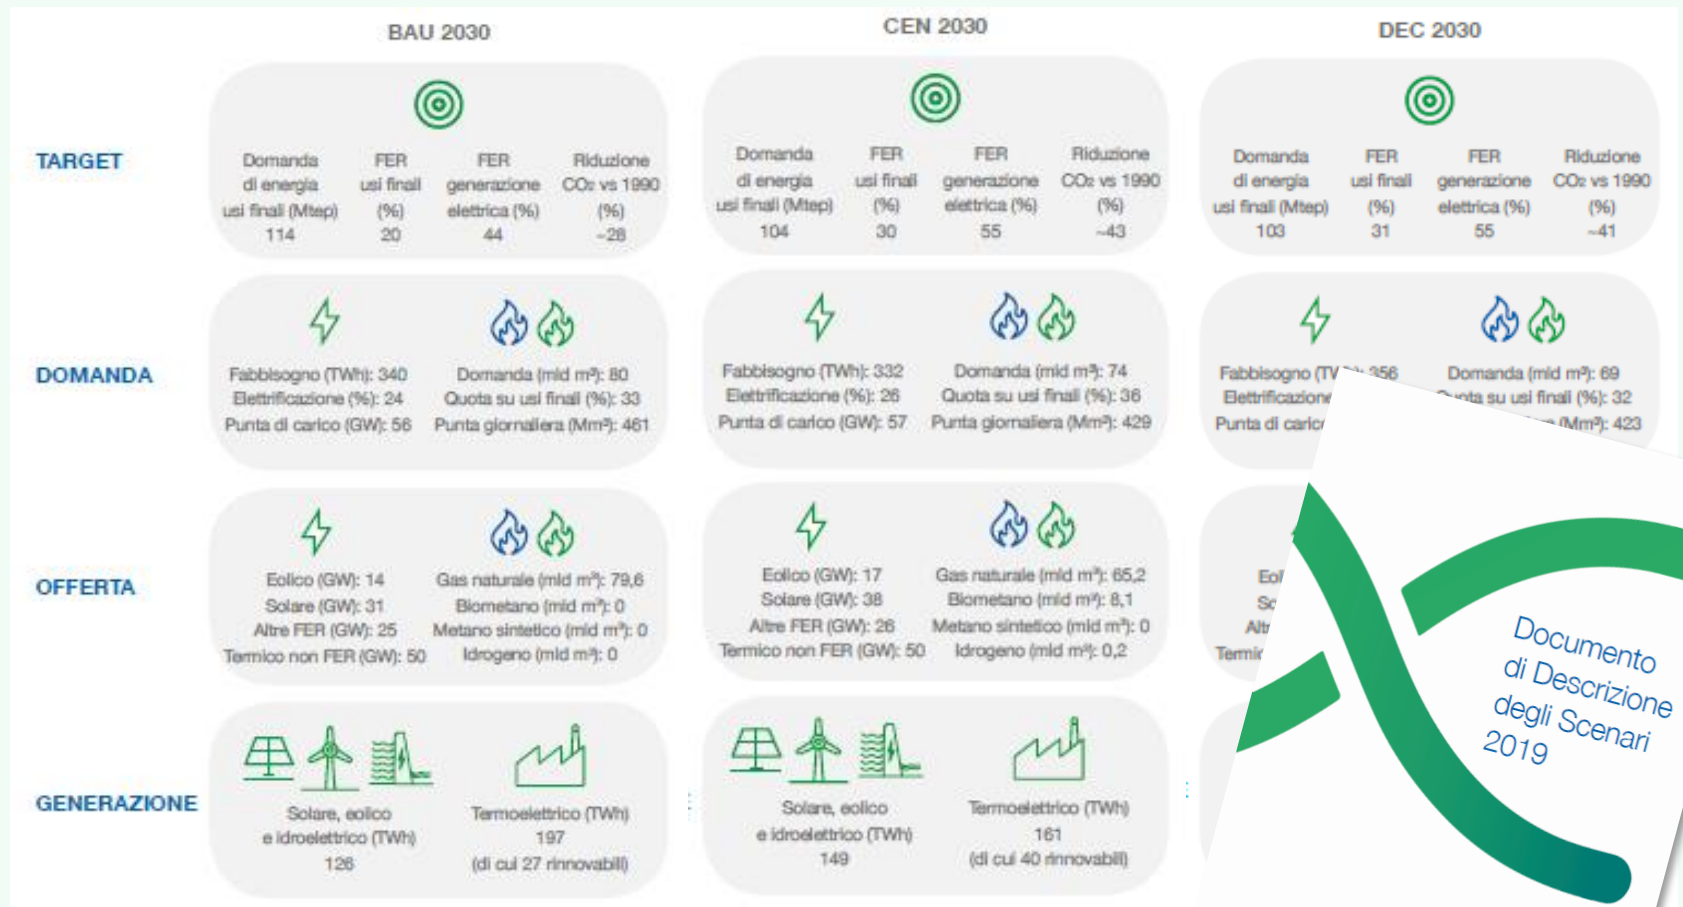 BAU 2030
CEN 2030
DEC 2030
TARGET
Domanda di energia usi finali (Mtep) 114
FER usi finali (%) 20
FER generazione elettrica (%) 44
Riduzione CO₂ vs 1990 (%) ~28
Domanda di energia usi finali (Mtep) 104
FER usi finali (%) 30
FER generazione elettrica (%) 55
Riduzione CO₂ vs 1990 (%) ~43
Domanda di energia usi finali (Mtep) 103
FER usi finali (%) 31
FER generazione elettrica (%) 55
Riduzione CO₂ vs 1990 (%) ~41
DOMANDA
Fabbisogno (TWh): 340
Elettrificazione (%): 24
Punta di carico (GW): 56
Domanda (mld m³): 80
Quota su usi finali (%): 33
Punta giornaliera (Mm³): 461
Fabbisogno (TWh): 332
Elettrificazione (%): 26
Punta di carico (GW): 57
Domanda (mld m³): 74
Quota su usi finali (%): 36
Punta giornaliera (Mm³): 429
Fabbisogno 356
Elettrificazione
Punta di carico
Domanda (mld m³): 69
su usi finali (%): 32
(Mm³): 423
OFFERTA
Eolico (GW): 14
Solare (GW): 31
Altre FER (GW): 25
Termico non FER (GW): 50
Gas naturale (mld m³): 79,6
Biometano (mld m³): 0
Metano sintetico (mld m³): 0
Idrogeno (mld m³): 0
Eolico (GW): 17
Solare (GW): 38
Altre FER (GW): 26
Termico non FER (GW): 50
Gas naturale (mld m³): 65,2
Biometano (mld m³): 8,1
Metano sintetico (mld m³): 0
Idrogeno (mld m³): 0,2
GENERAZIONE
Solare, eolico
e idroelettrico (TWh)
126
Termoelettrico (TWh)
197
(di cui 27 rinnovabili)
Solare, eolico
e idroelettrico (TWh)
149
Termoelettrico (TWh)
161
(di cui 40 rinnovabili)
Documento
di Descrizione
degli Scenari
2019